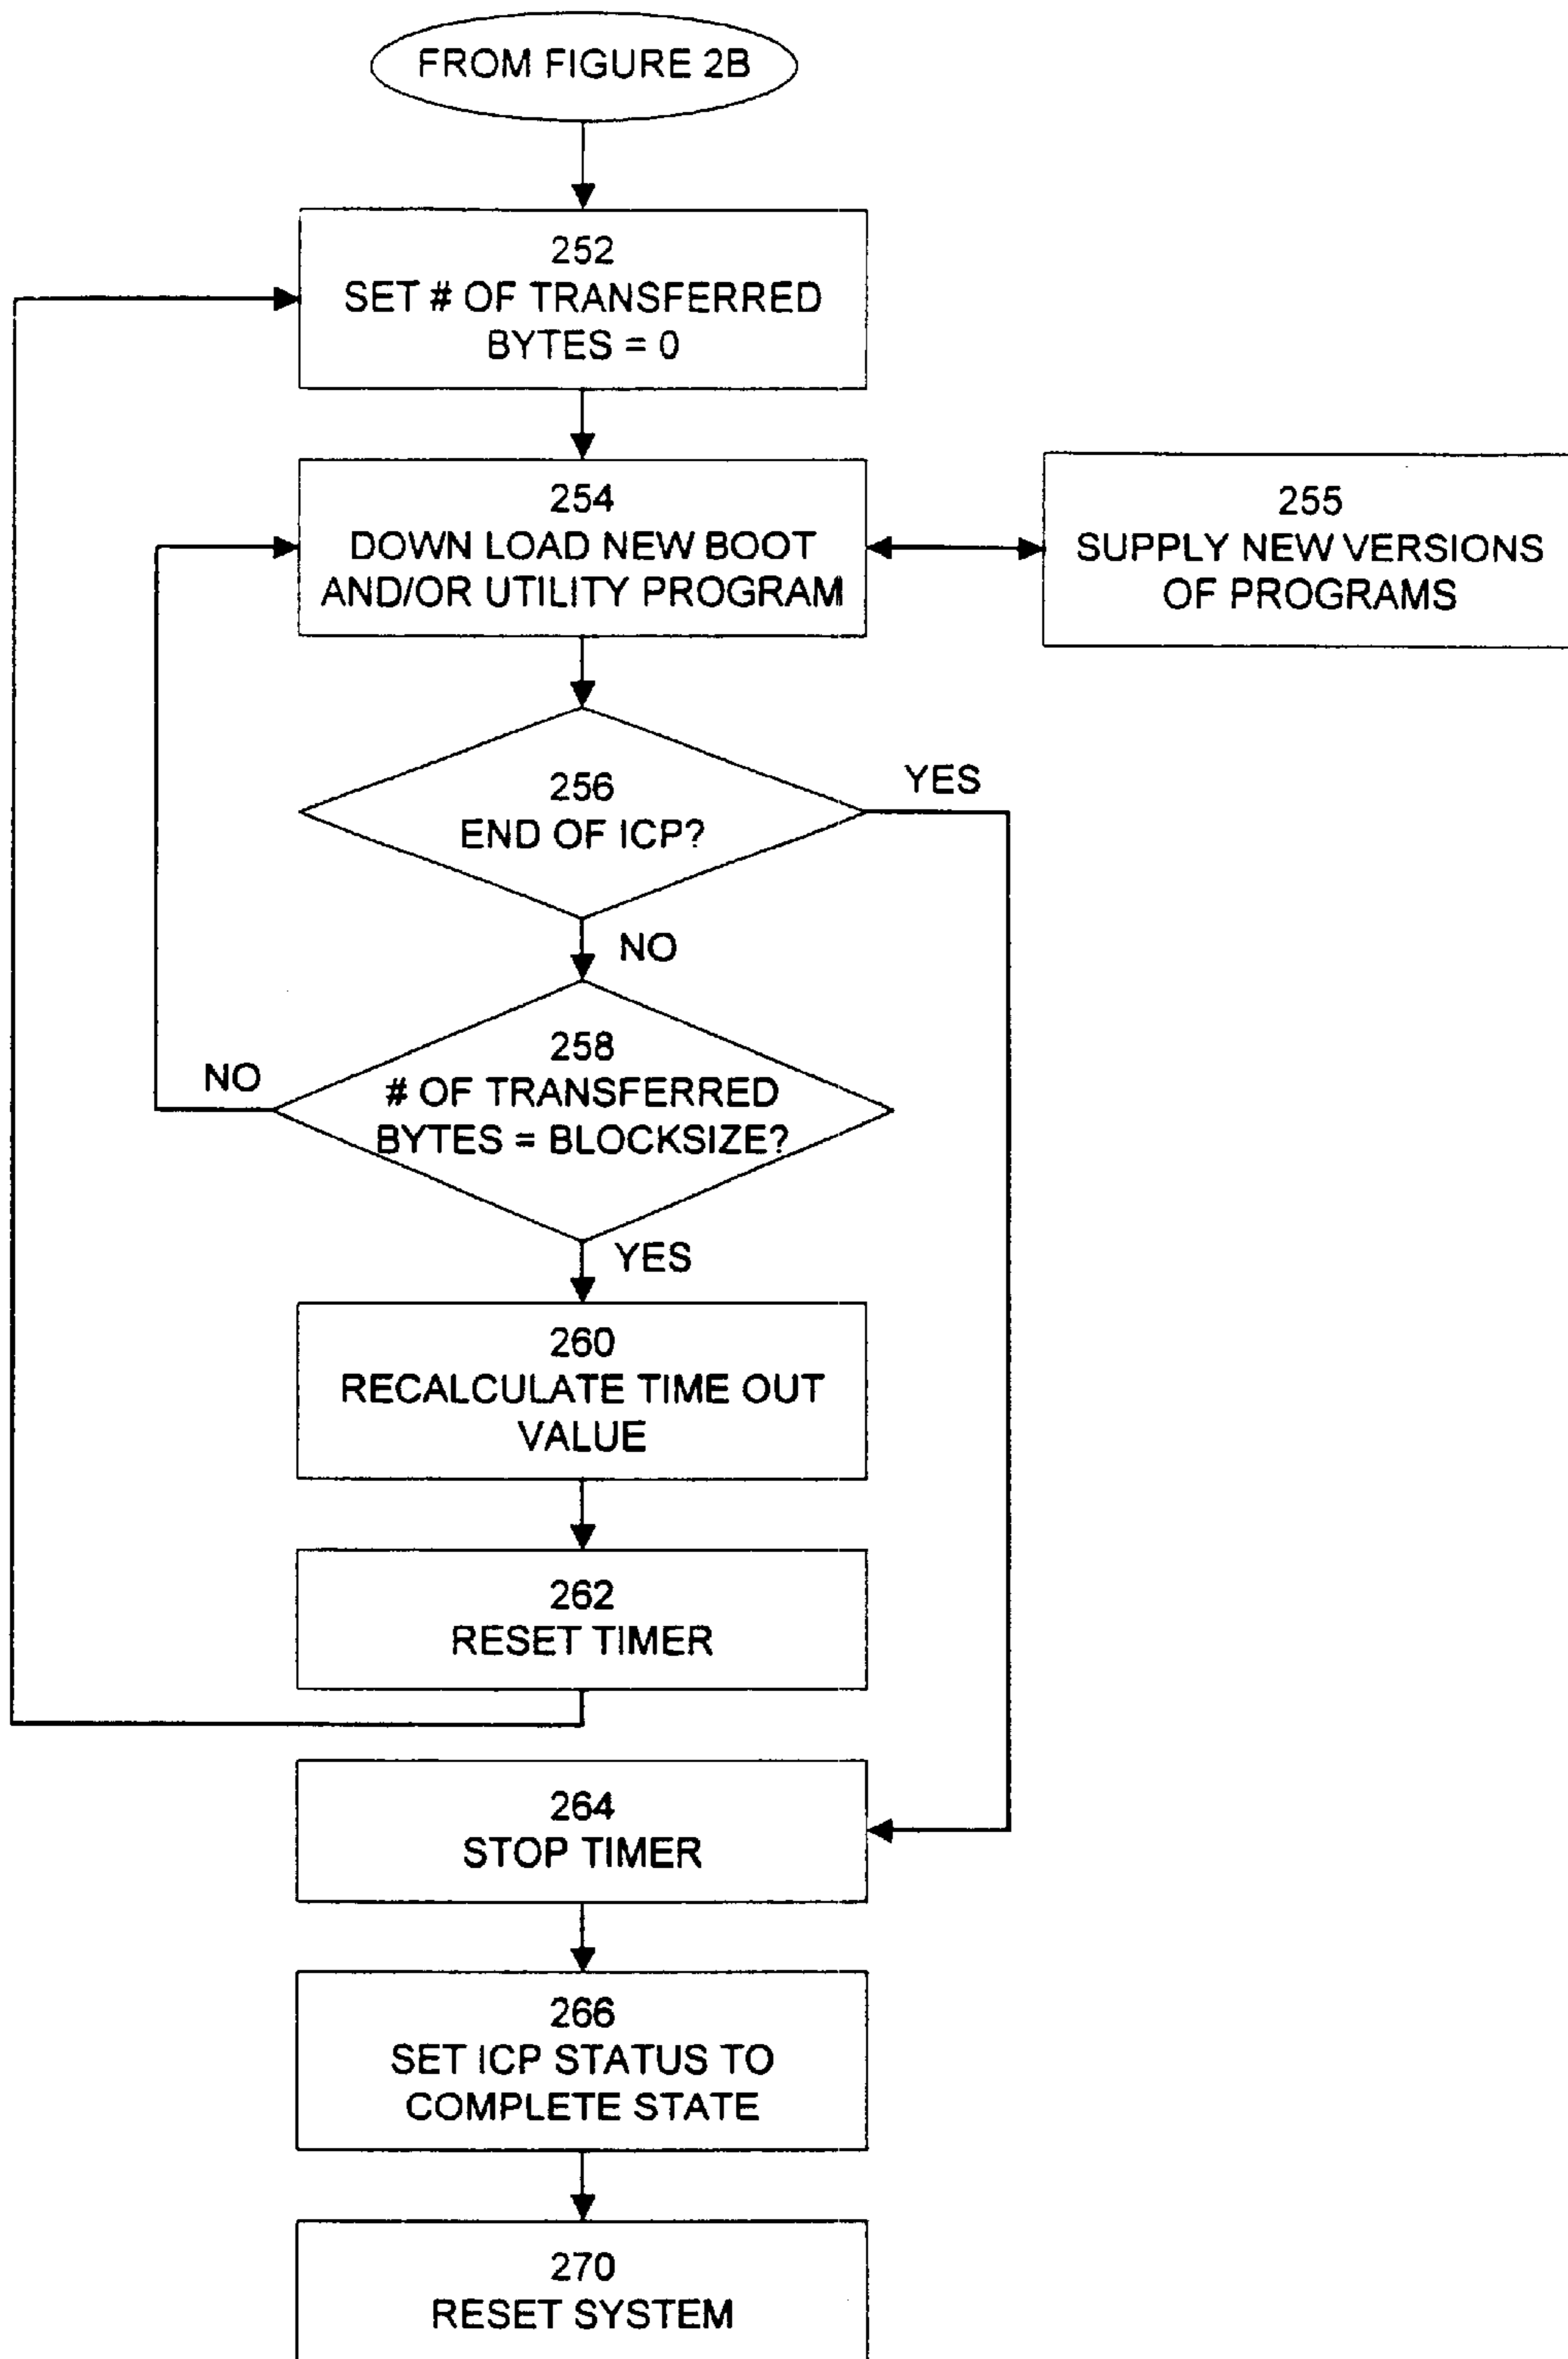 FROM FIGURE 2B
252
SET # OF TRANSFERRED
BYTES = 0
254
DOWN LOAD NEW BOOT
AND/OR UTILITY PROGRAM
255
SUPPLY NEW VERSIONS
OF PROGRAMS
256
END OF ICP?
YES
NO
258
# OF TRANSFERRED
BYTES = BLOCKSIZE?
NO
YES
260
RECALCULATE TIME OUT
VALUE
262
RESET TIMER
264
STOP TIMER
266
SET ICP STATUS TO
COMPLETE STATE
270
RESET SYSTEM